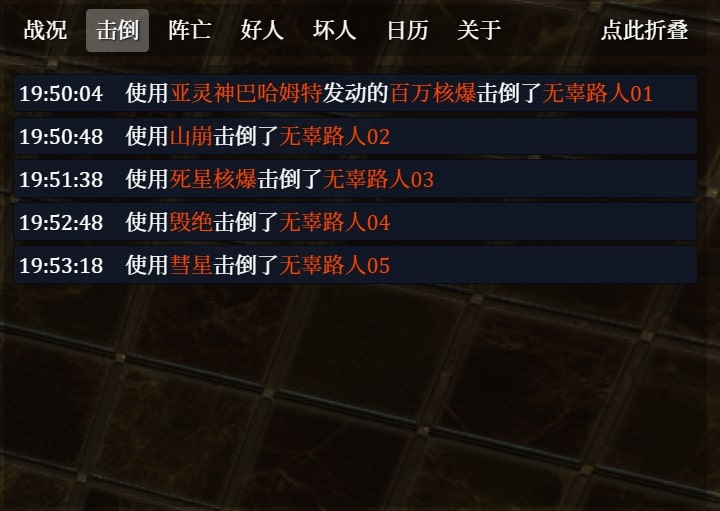 战况 击倒 阵亡 好人 坏人 日历 关于 点此折叠
19:50:04 使用亚灵神巴哈姆特发动的百万核爆击倒了无辜路人01
19:50:48 使用山崩击倒了无辜路人02
19:51:38 使用死星核爆击倒了无辜路人03
19:52:48 使用毁绝击倒了无辜路人04
19:53:18 使用彗星击倒了无辜路人05